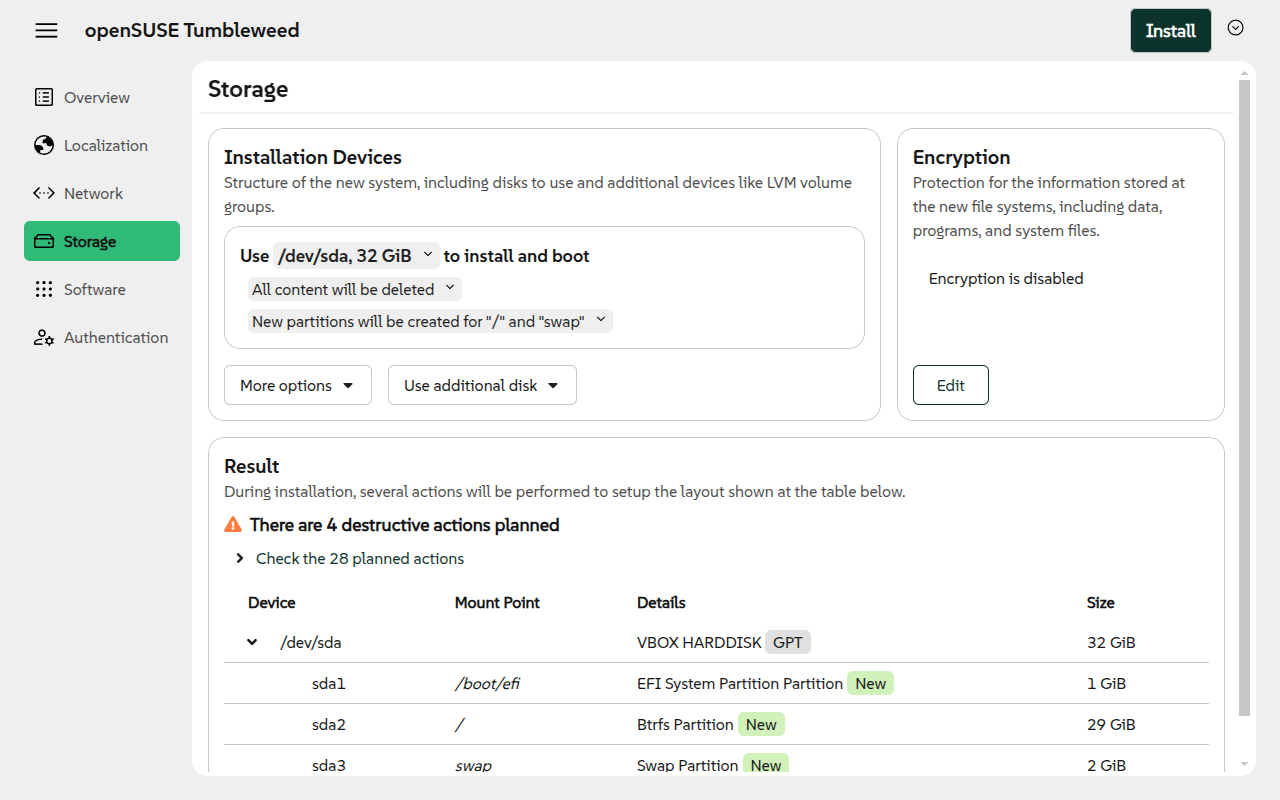 openSUSE Tumbleweed
Install
Overview
Localization
Network
Storage
Software
Authentication
Storage
Installation Devices
Structure of the new system, including disks to use and additional devices like LVM volume
groups.
Use /dev/sda, 32 GiB to install and boot
All content will be deleted
New partitions will be created for "/" and "swap"
More options
Use additional disk
Encryption
Protection for the information stored at
the new file systems, including data,
programs, and system files.
Encryption is disabled
Edit
Result
During installation, several actions will be performed to setup the layout shown at the table below.
There are 4 destructive actions planned
Check the 28 planned actions
Device Mount Point Details Size
/dev/sda VBOX HARDDISK GPT 32 GiB
sda1 /boot/efi EFI System Partition Partition New 1 GiB
sda2 / Btrfs Partition New 29 GiB
sda3 swap Swap Partition New 2 GiB